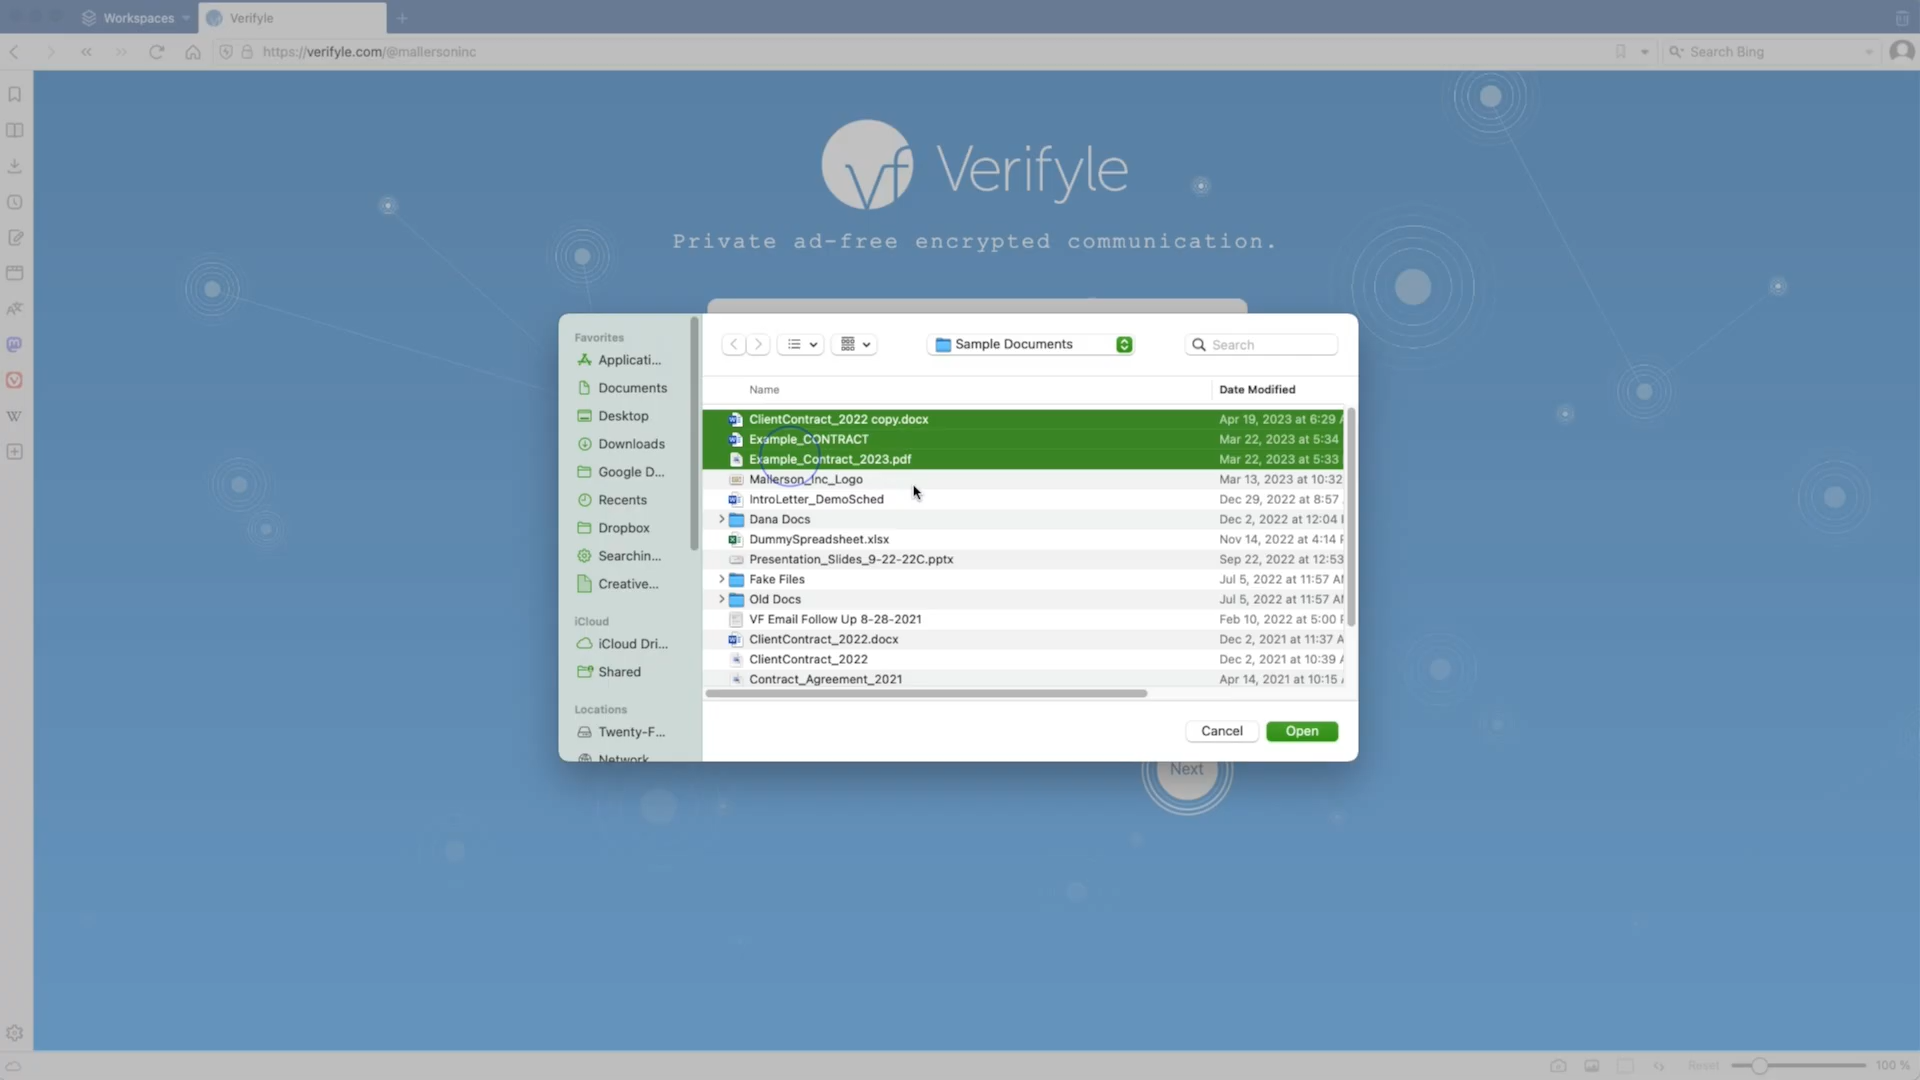 Workspaces
Verifyle
https://verifyle.com/@mallersoninc
Search Bing
vf Verifyle
Private ad-free encrypted communication.
Favorites
Applicati...
Documents
Desktop
Downloads
Google D...
Recents
Dropbox
Searchin...
Creative...
iCloud
iCloud Dri...
Shared
Locations
Twenty-F...
Network
Sample Documents
Search
Name Date Modified
ClientContract_2022 copy.docx Apr 19, 2023 at 6:29
Example_CONTRACT Mar 22, 2023 at 5:34
Example_Contract_2023.pdf Mar 22, 2023 at 5:33
Mallerson_Inc_Logo Mar 13, 2023 at 10:32
IntroLetter_DemoSched Dec 29, 2022 at 8:57
Dana Docs Dec 2, 2022 at 12:04
DummySpreadsheet.xlsx Nov 14, 2022 at 4:14
Presentation_Slides_9-22-22C.pptx Sep 22, 2022 at 12:53
Fake Files Jul 5, 2022 at 11:57 A
Old Docs Jul 5, 2022 at 11:57 A
VF Email Follow Up 8-28-2021 Feb 10, 2022 at 5:00
ClientContract_2022.docx Dec 2, 2021 at 11:37 A
ClientContract_2022 Dec 2, 2021 at 10:39
Contract_Agreement_2021 Apr 14, 2021 at 10:15
Cancel Open
Next
Reset 100 %